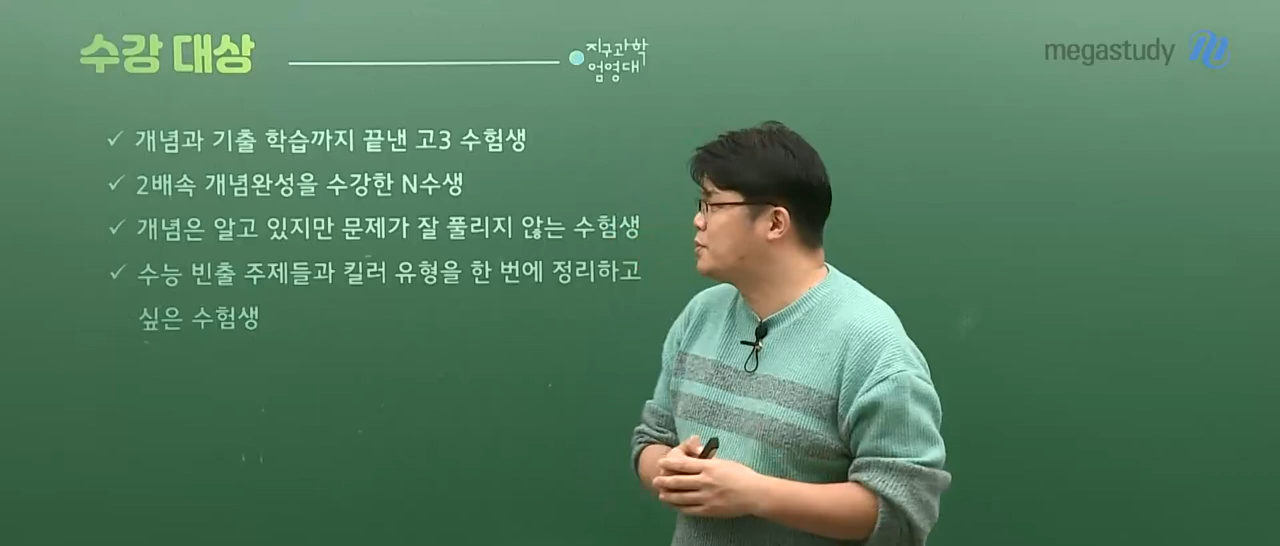 수강 대상
지구과학
엄영대
megastudy
✓ 개념과 기출 학습까지 끝낸 고3 수험생
✓ 2배속 개념완성을 수강한 N수생
✓ 개념은 알고 있지만 문제가 잘 풀리지 않는 수험생
✓ 수능 빈출 주제들과 킬러 유형을 한 번에 정리하고
싶은 수험생